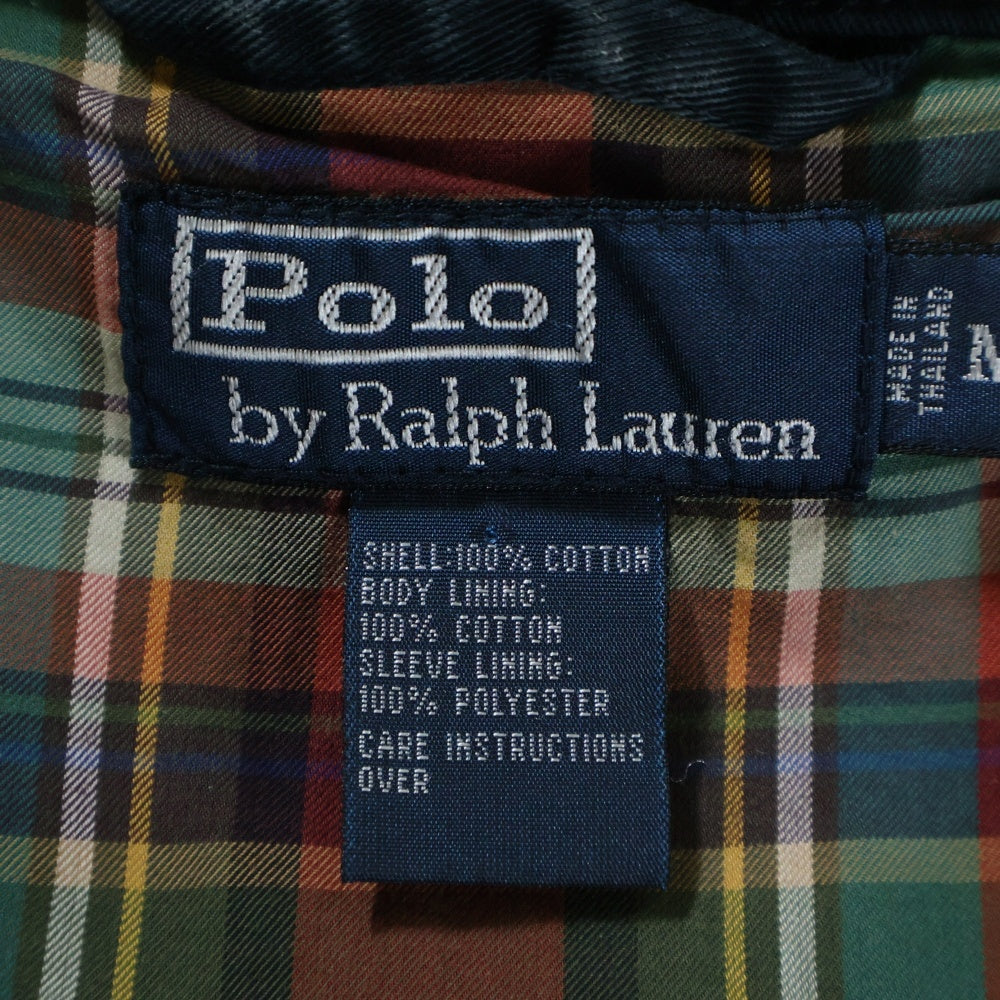 Polo
by Ralph Lauren
MADE IN
THAILAND
M
SHELL:100% COTTON
BODY LINING:
100% COTTON
SLEEVE LINING:
100% POLYESTER
CARE INSTRUCTIONS
OVER